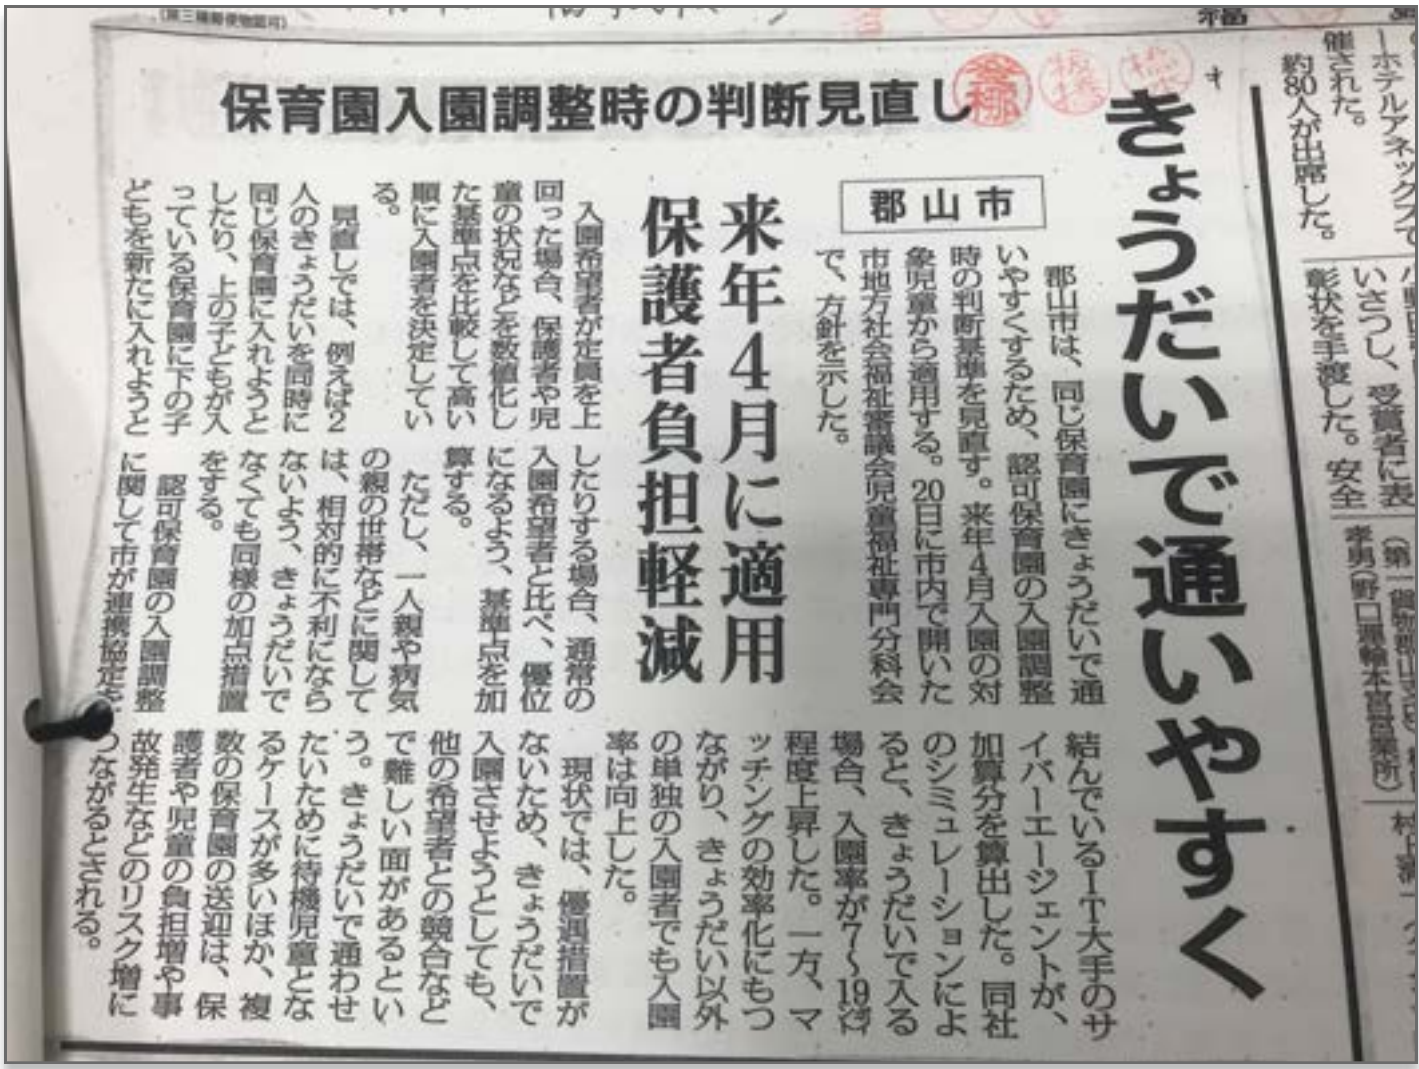 (第三種郵便物認可)
福
保育園入園調整時の判断見直し
きょうだいで通いやすく
郡山市
来年4月に適用
保護者負担軽減
郡山市は、同じ保育園にきょうだいで通
いやすくするため、認可保育園の入園調整
時の判断基準を見直す。来年4月入園の対
象児童から適用する。20日に市内で開いた
市地方社会福祉審議会児童福祉専門分科会
で、方針を示した。
入園希望者が定員を上
回った場合、保護者や児
童の状況などを数値化し
た基準点を比較して高い
順に入園者を決定してい
る。
見直しでは、例えば2
人のきょうだいを同時に
同じ保育園に入れようと
したり、上の子どもが入
っている保育園に下の子
どもを新たに入れようと
したりする場合、通常の
入園希望者と比べ、優位
になるよう、基準点を加
算する。
ただし、一人親や病気
の親の世帯などに関して
は、相対的に不利になら
ないよう、きょうだいで
なくても同様の加点措置
をする。
認可保育園の入園調整
に関して市が連携協定を
結んでいるIT大手のサ
イバーエージェントが、
加算分を算出した。同社
のシミュレーションによ
ると、きょうだいで入る
場合、入園率が7〜19㌫
程度上昇した。一方、マ
ッチングの効率化にもつ
ながり、きょうだい以外
の単独の入園者でも入園
率は向上した。
現状では、優遇措置が
ないため、きょうだいで
入園させようとしても、
他の希望者との競合など
で難しい面があるとい
う。きょうだいで通わせ
たいために待機児童とな
るケースが多いほか、複
数の保育園の送迎は、保
護者や児童の負担増や事
故発生などのリスク増に
つながるとされる。
ーホテルアネックスで
催された。
約80人が出席した。
いさつし、受賞者に表
彰状を手渡した。安全
孝男(野口運輸本宮営業所)